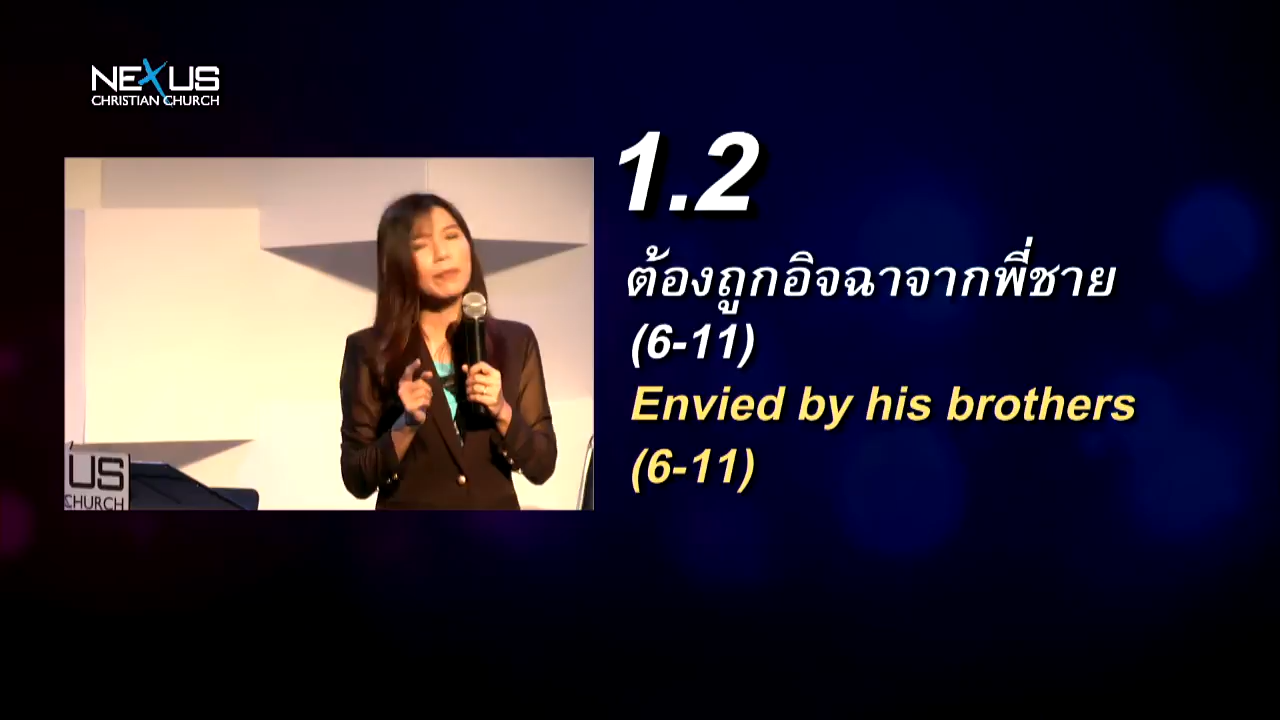 NEXUS
CHRISTIAN CHURCH
1.2
ต้องถูกอิจฉาจากพี่ชาย
(6-11)
Envied by his brothers
(6-11)
US
CHURCH